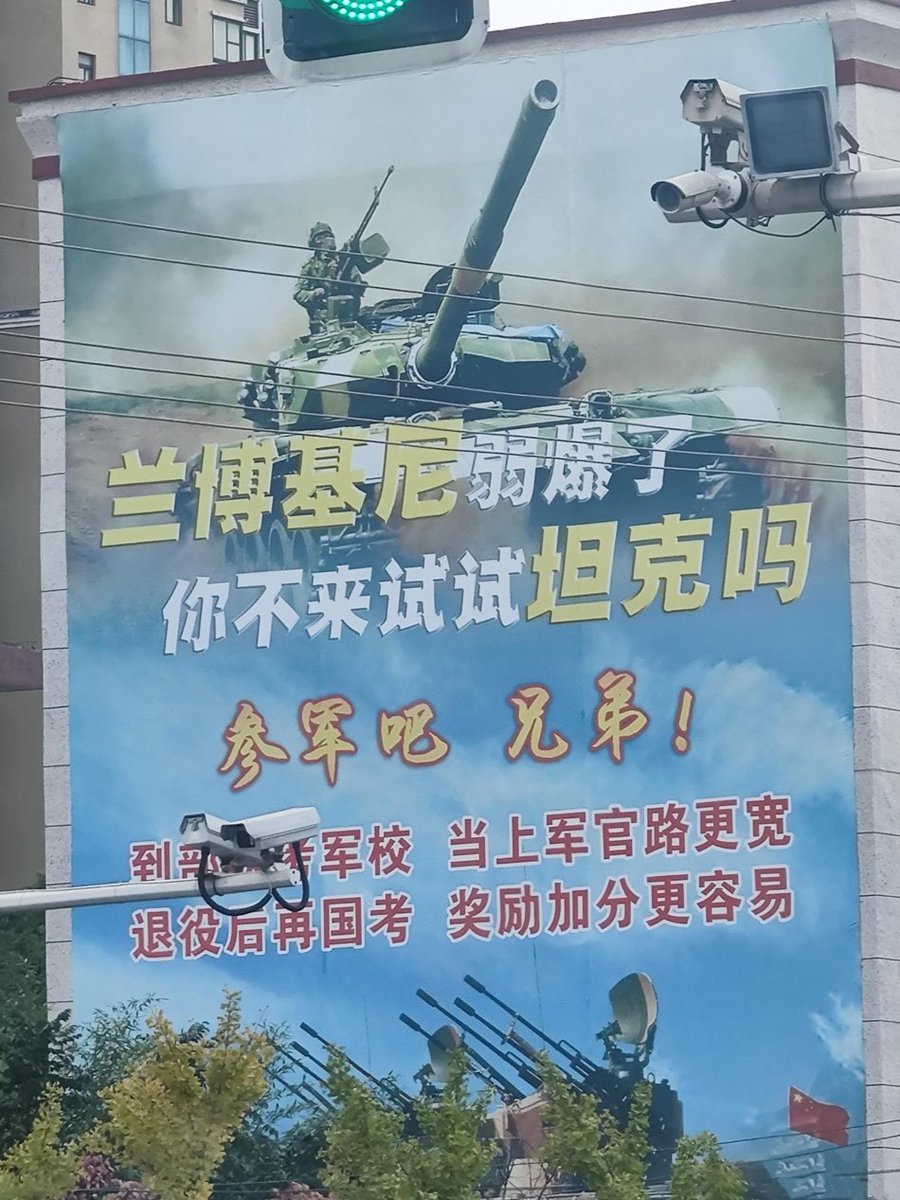 兰博基尼弱爆了
你不来试试坦克吗
参军吧 兄弟!
到部 考军校 当上军官路更宽
退役后再国考 奖励加分更容易